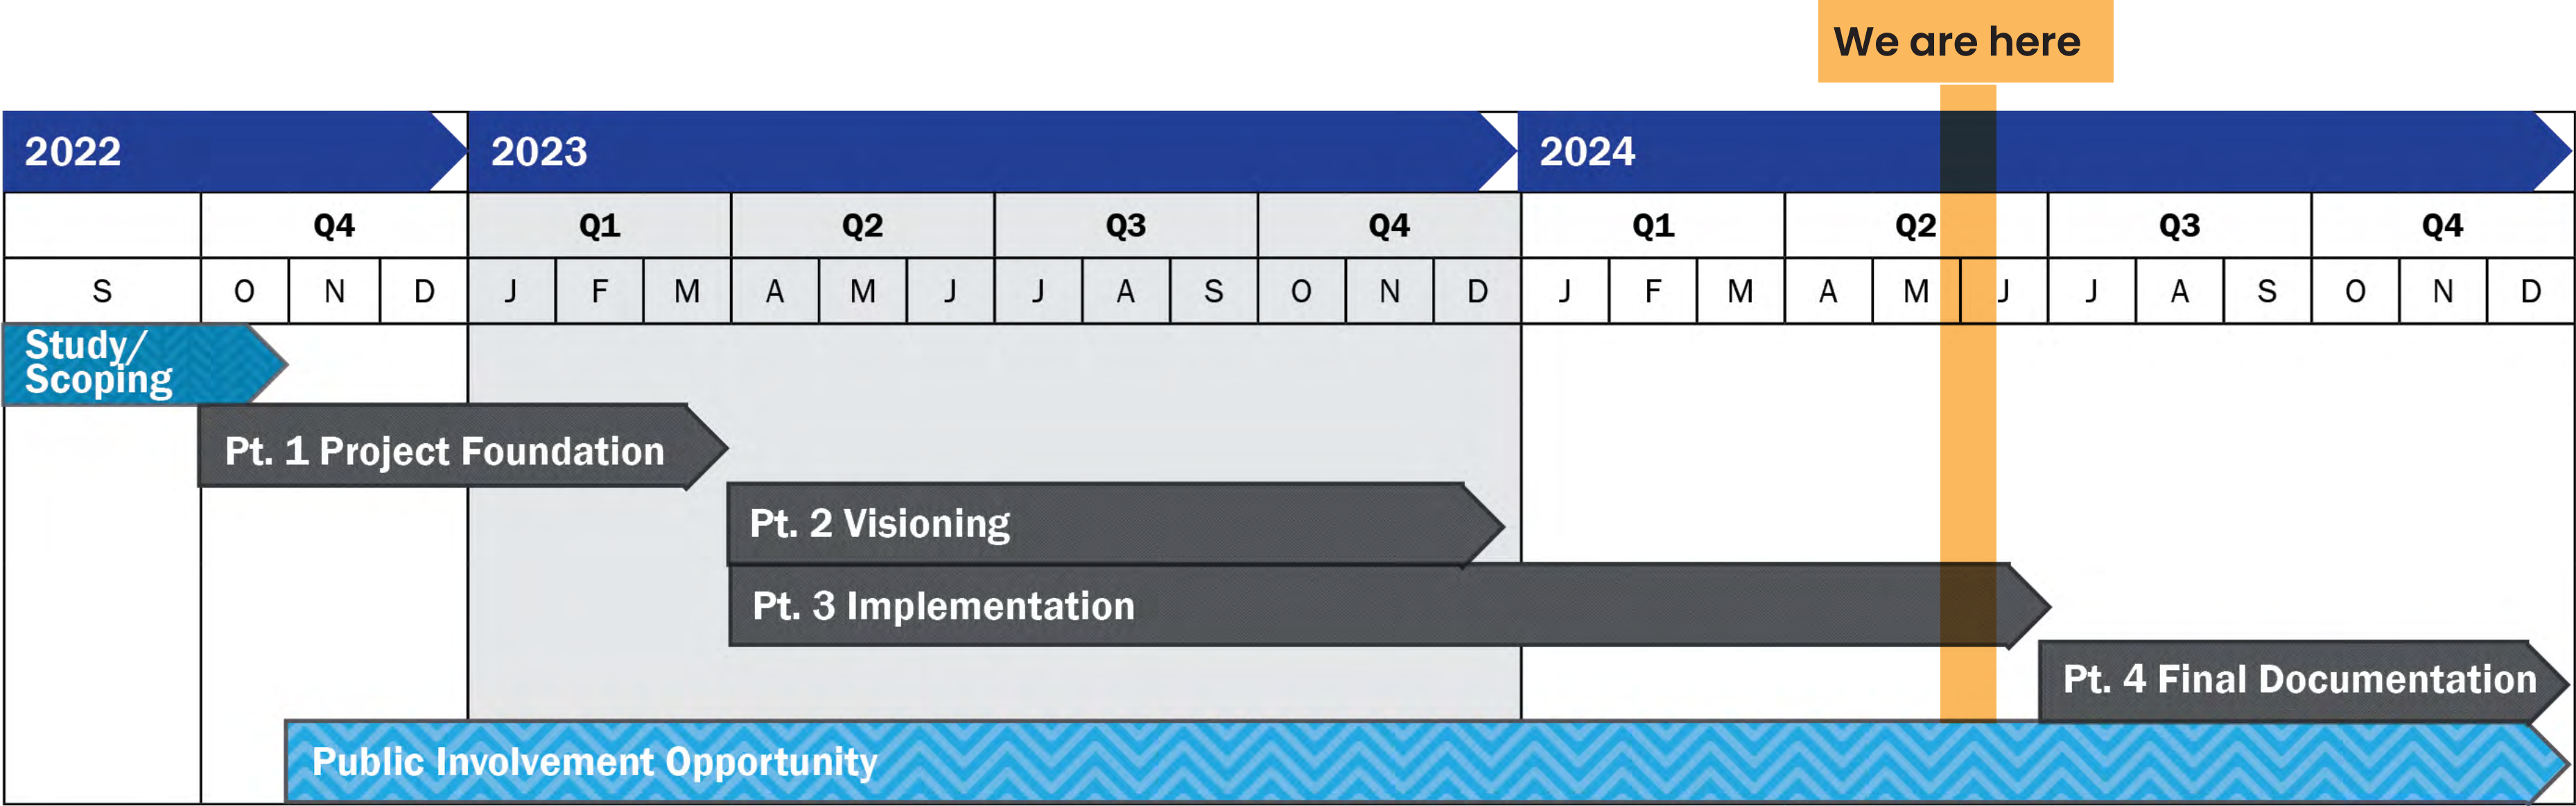 We are here
2022 2023 2024
Q4 Q1 Q2 Q3 Q4 Q1 Q2 Q3 Q4
S O N D J F M A M J J A S O N D J F M A M J J A S O N D
Study/
Scoping
Pt. 1 Project Foundation
Pt. 2 Visioning
Pt. 3 Implementation
Pt. 4 Final Documentation
Public Involvement Opportunity